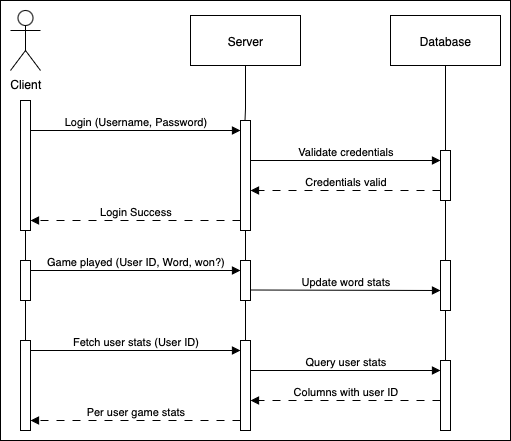 Server
Database
Client
Login (Username, Password)
Validate credentials
Credentials valid
Login Success
Game played (User ID, Word, won?)
Update word stats
Fetch user stats (User ID)
Query user stats
Columns with user ID
Per user game stats